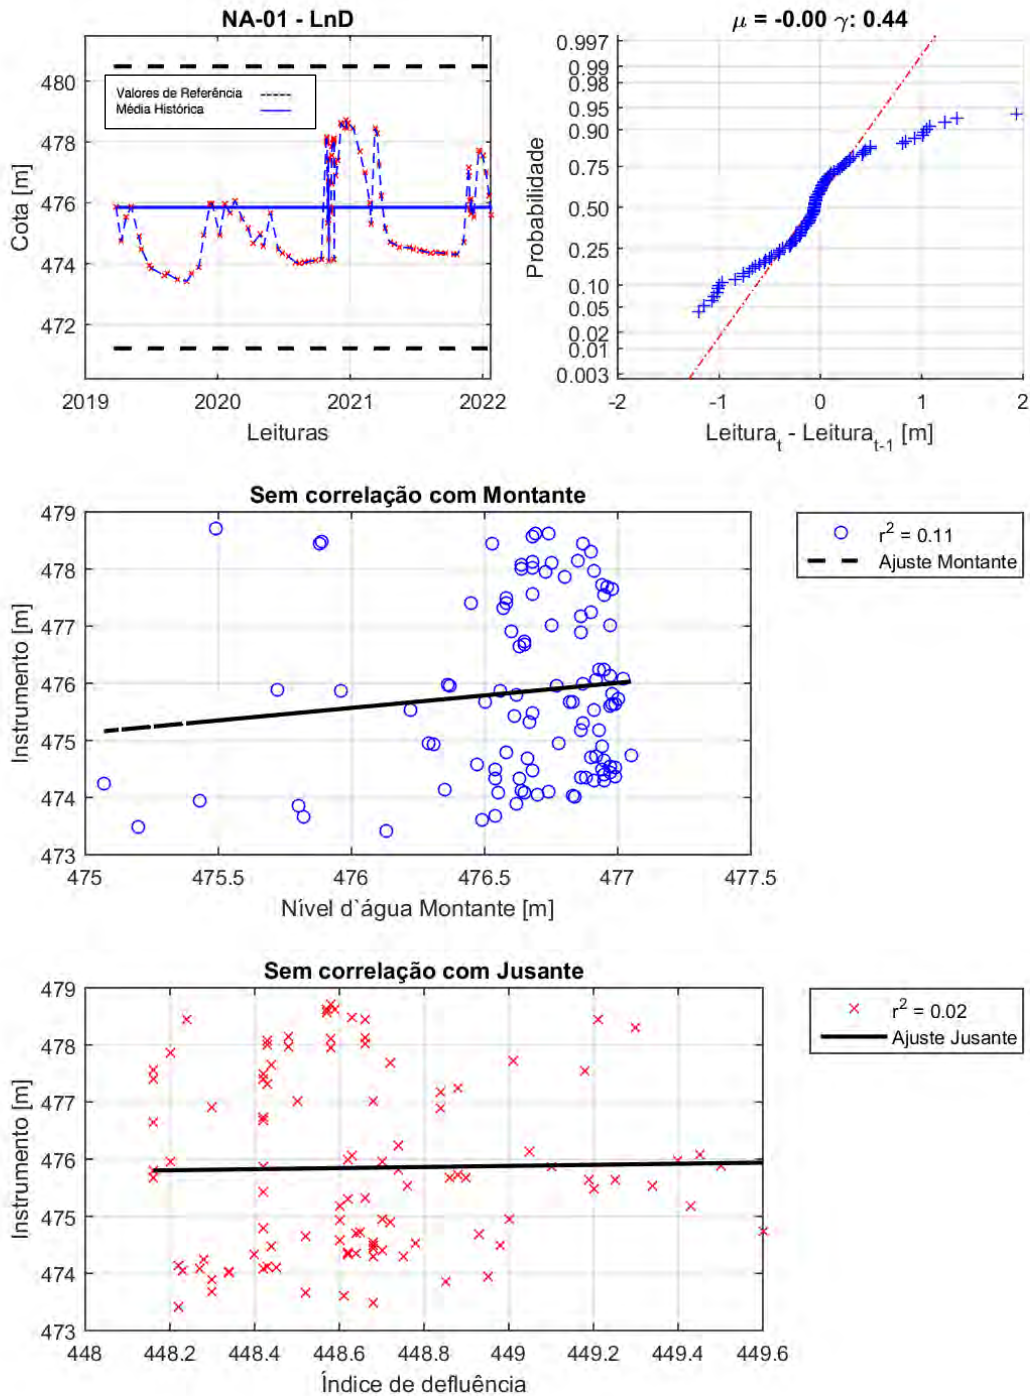 NA-01 - LnD
Valores de Referência
Média Histórica
480
478
476
474
472
Cota [m]
2019 2020 2021 2022
Leituras
μ = -0.00 γ: 0.44
0.997
0.99
0.98
0.95
0.90
0.75
0.50
0.25
0.10
0.05
0.02
0.01
0.003
Probabilidade
-2 -1 0 1 2
Leitura_t - Leitura_t-1 [m]
Sem correlação com Montante
479
478
477
476
475
474
473
Instrumento [m]
475 475.5 476 476.5 477 477.5
Nível d`água Montante [m]
r² = 0.11
Ajuste Montante
Sem correlação com Jusante
479
478
477
476
475
474
473
Instrumento [m]
448 448.2 448.4 448.6 448.8 449 449.2 449.4 449.6
Índice de defluência
r² = 0.02
Ajuste Jusante